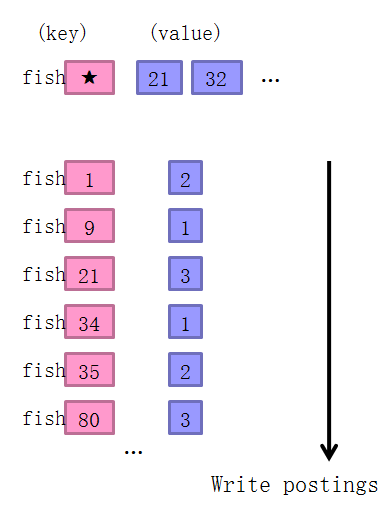 (key) (value)
fish ★ 21 32 …
fish 1 2
fish 9 1
fish 21 3
fish 34 1
fish 35 2
fish 80 3
…
Write postings